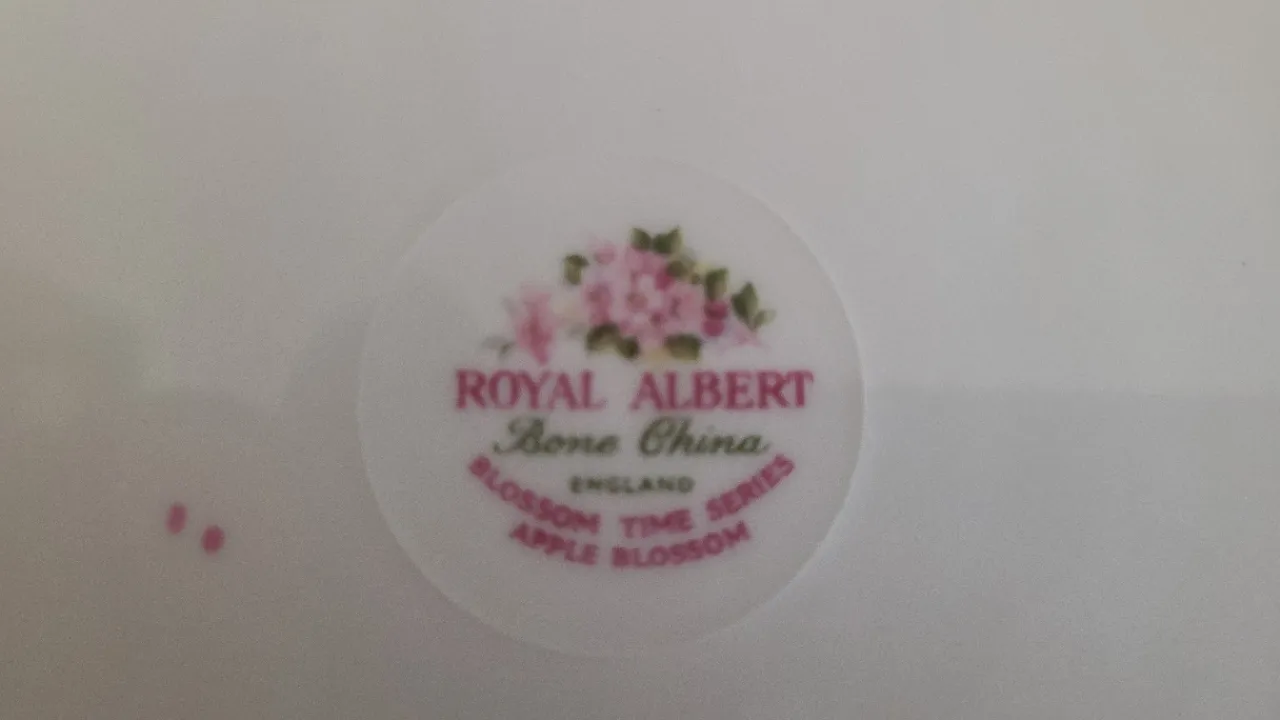 ROYAL ALBERT
Bone China
ENGLAND
BLOSSOM TIME SERIES
APPLE BLOSSOM